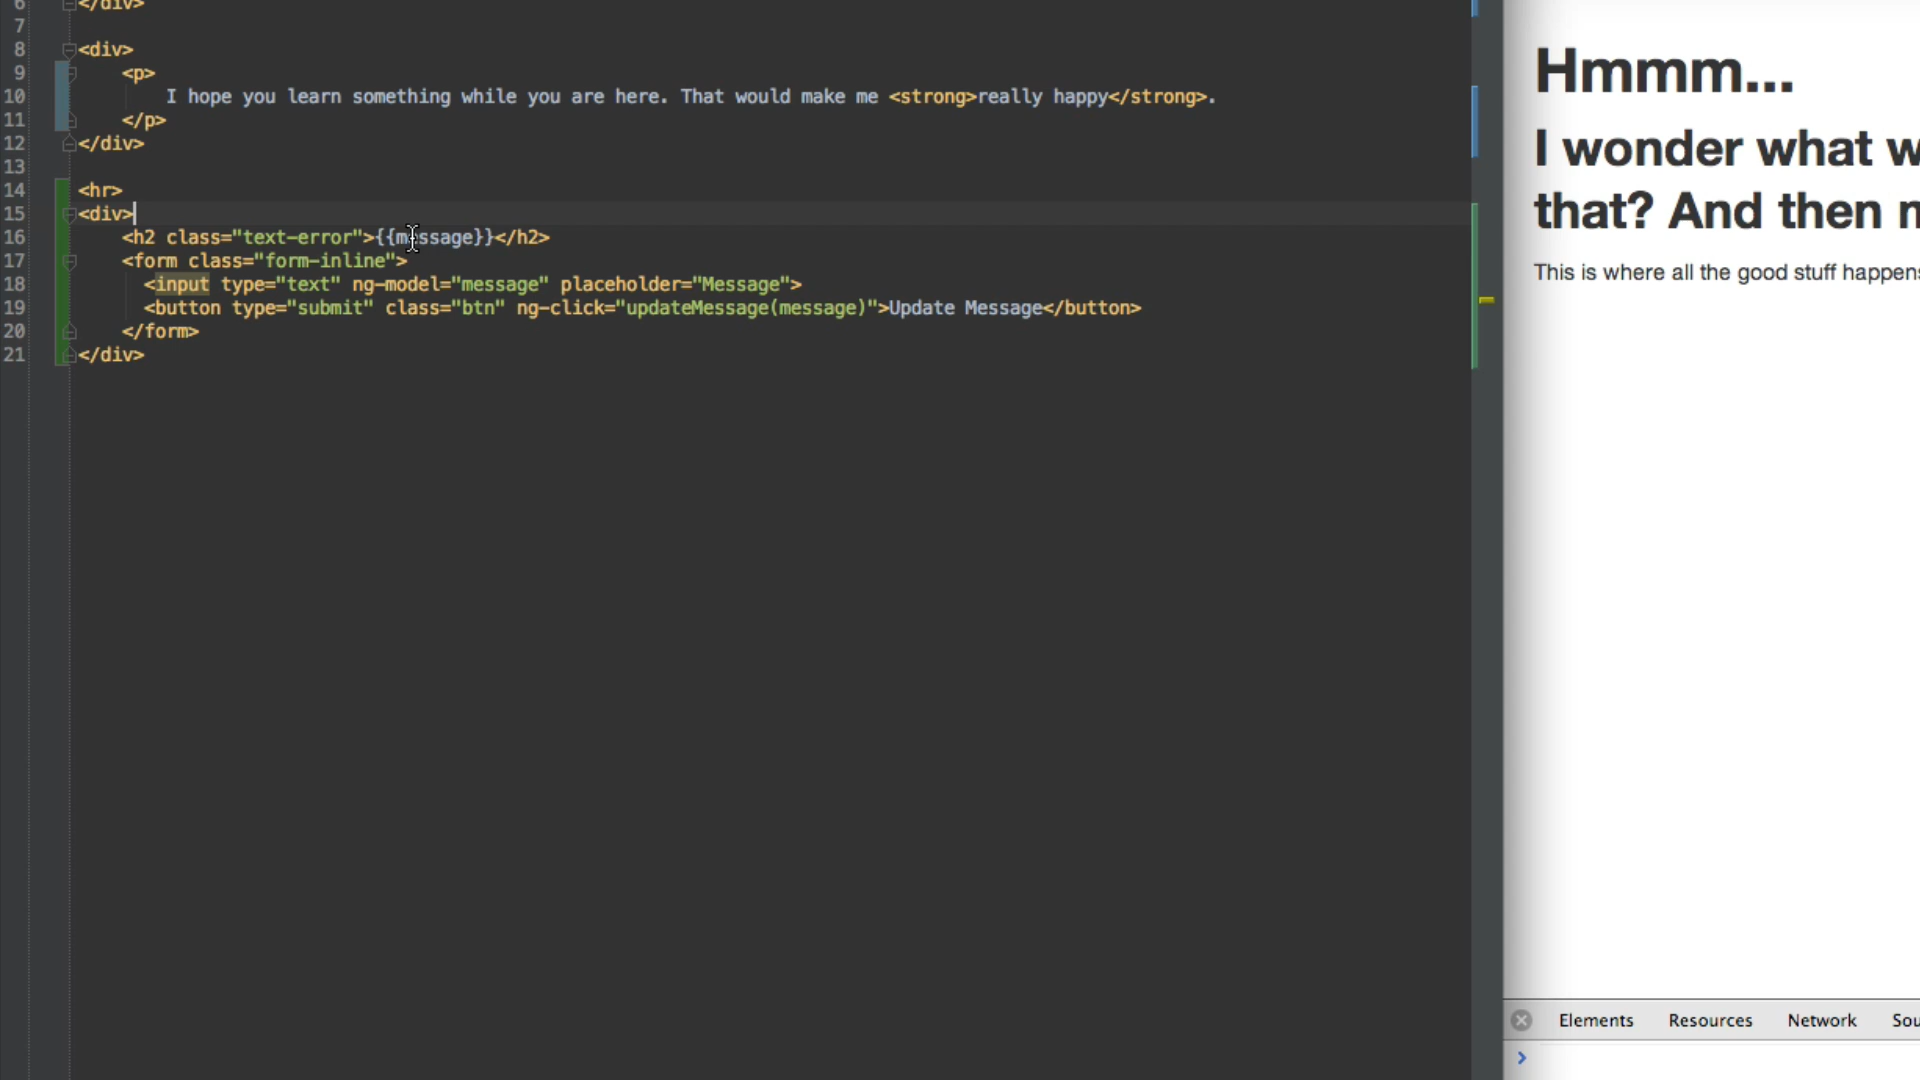 6 </div>
7
8 <div>
9 <p>
10 I hope you learn something while you are here. That would make me <strong>really happy</strong>.
11 </p>
12 </div>
13
14 <hr>
15 <div>
16 <h2 class="text-error">{{message}}</h2>
17 <form class="form-inline">
18 <input type="text" ng-model="message" placeholder="Message">
19 <button type="submit" class="btn" ng-click="updateMessage(message)">Update Message</button>
20 </form>
21 </div>
Hmmm...
I wonder what w
that? And then n
This is where all the good stuff happens
Elements Resources Network Sou